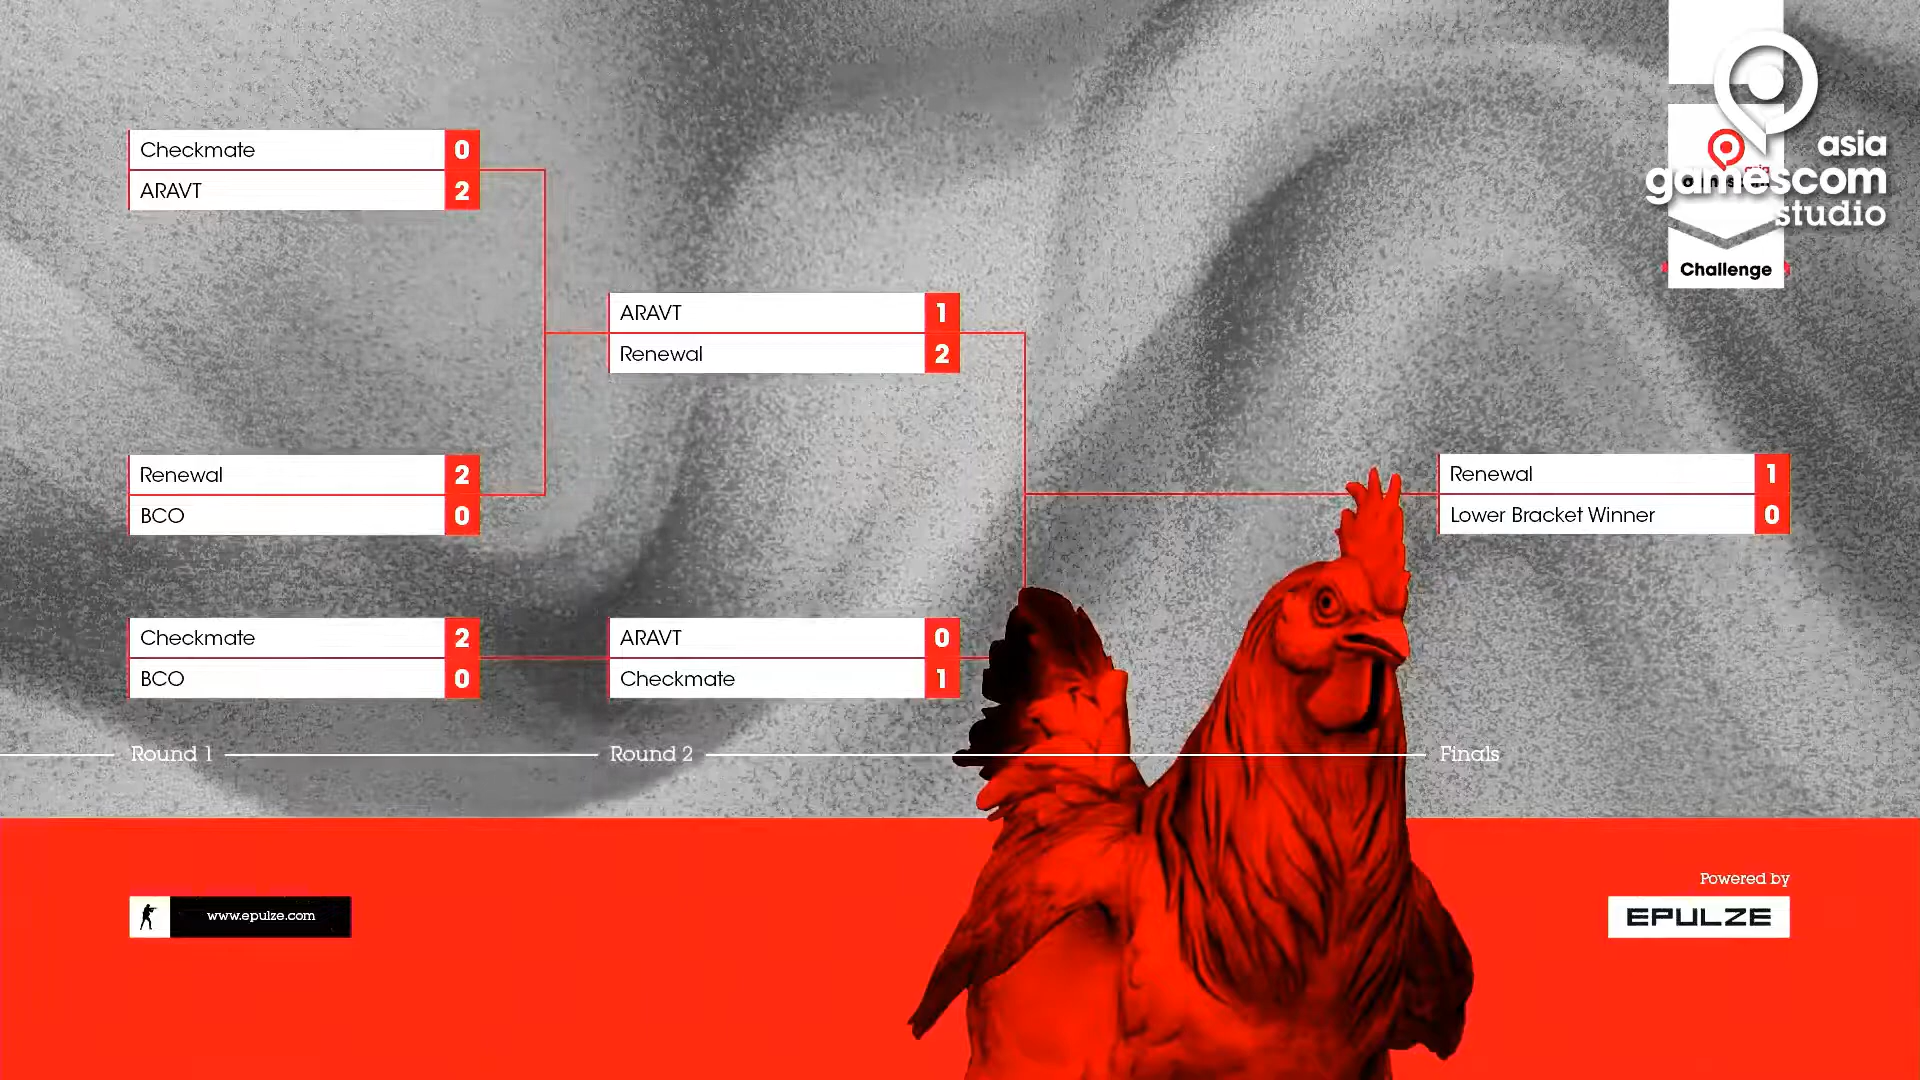 Checkmate 0
ARAVT 2
Renewal 2
BCO 0
Checkmate 2
BCO 0
ARAVT 1
Renewal 2
ARAVT 0
Checkmate 1
Renewal 1
Lower Bracket Winner 0
Round 1
Round 2
Finals
asia
gamescom
studio
Challenge
www.epulze.com
Powered by
EPULZE